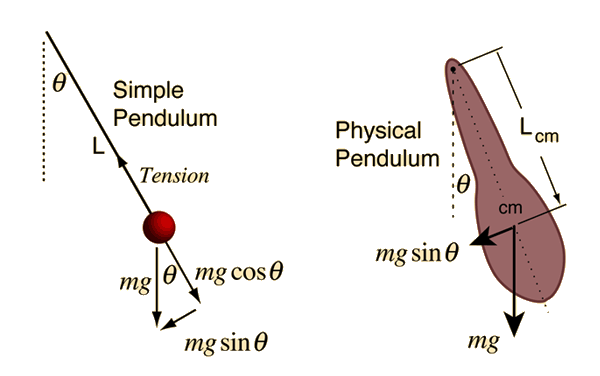 θ
Simple
Pendulum
L
Tension
mg
θ
mg cos θ
mg sin θ
Physical
Pendulum
L cm
θ
cm
mg sin θ
mg